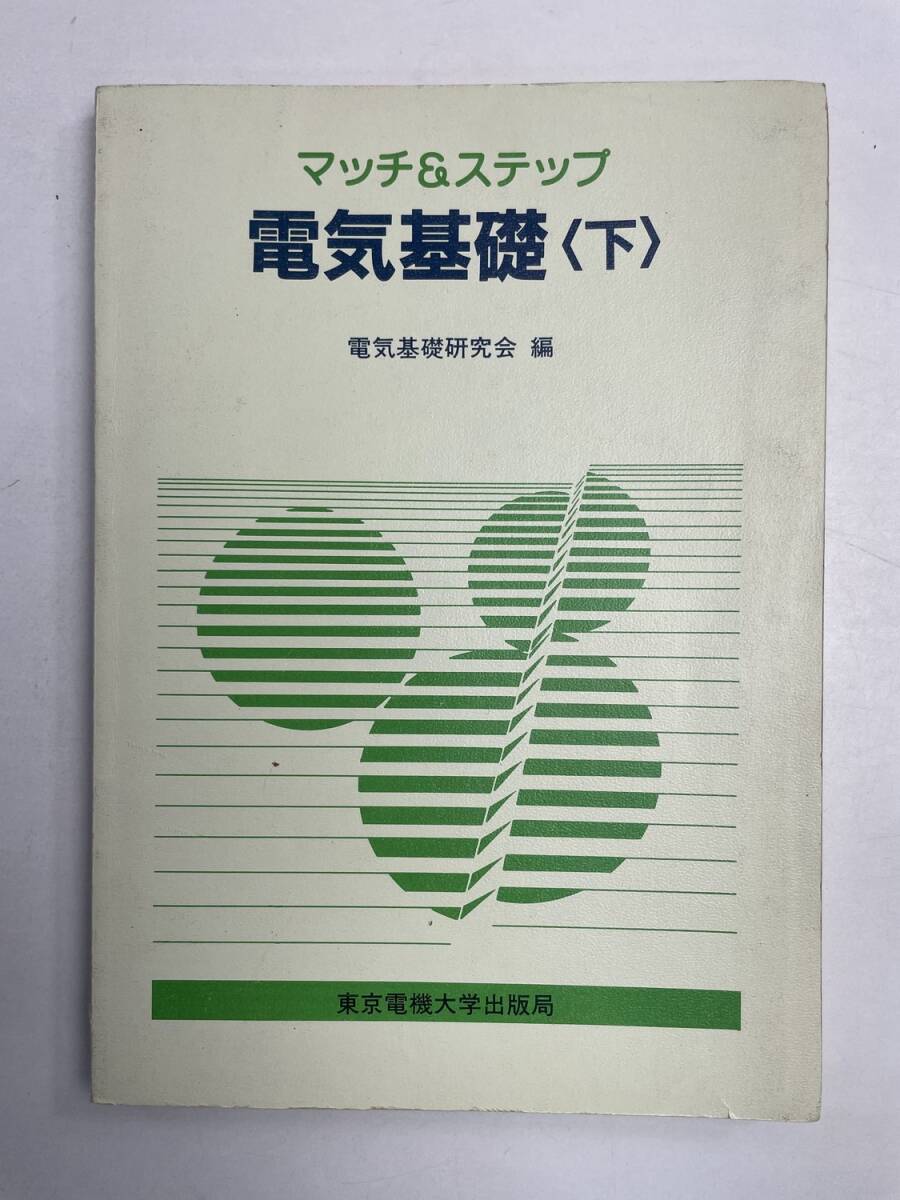 マッチ&ステップ
電気基礎〈下〉
電気基礎研究会 編
東京電機大学出版局